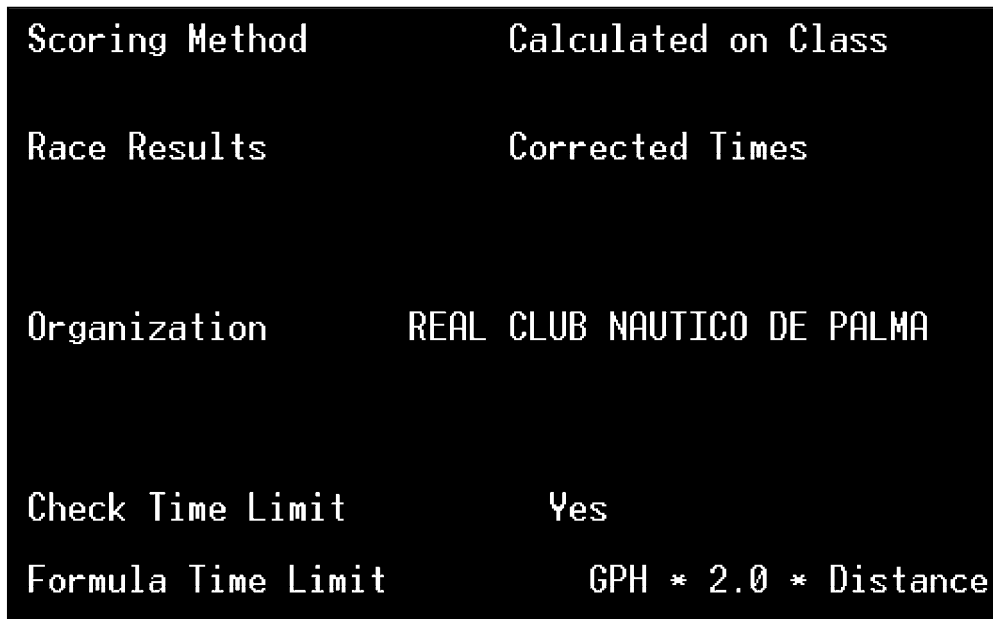 Scoring Method Calculated on Class
Race Results Corrected Times
Organization REAL CLUB NAUTICO DE PALMA
Check Time Limit Yes
Formula Time Limit GPH * 2.0 * Distance